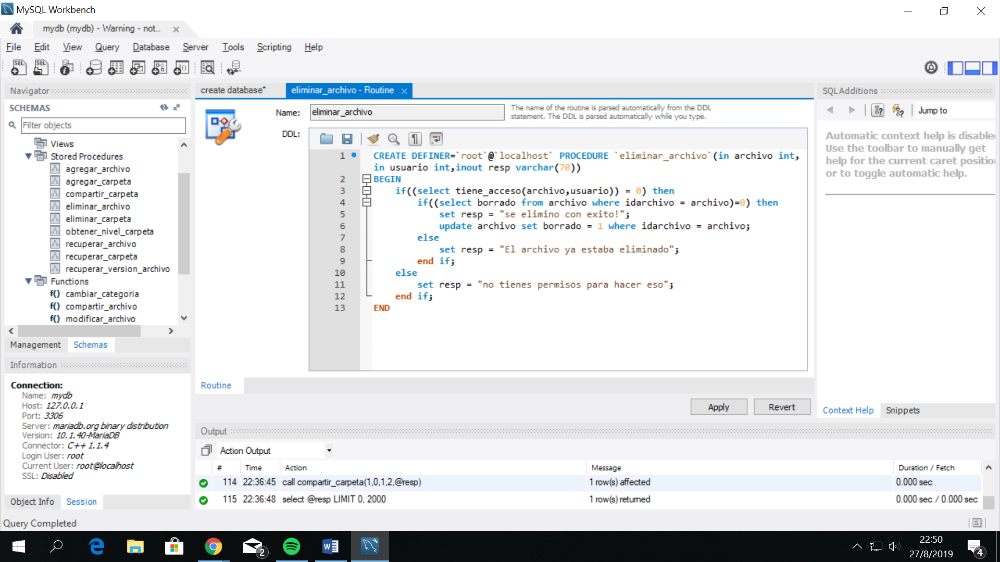 MySQL Workbench
mydb (mydb) - Warning - not...
File Edit View Query Database Server Tools Scripting Help
Navigator
SCHEMAS
Filter objects
Views
Stored Procedures
agregar_archivo
agregar_carpeta
compartir_carpeta
eliminar_archivo
eliminar_carpeta
obtener_nivel_carpeta
recuperar_archivo
recuperar_carpeta
recuperar_version_archivo
Functions
f() cambiar_categoria
f() compartir_archivo
f() modificar_archivo
Management Schemas
Information
Connection:
Name: mydb
Host: 127.0.0.1
Port: 3306
Server: mariadb.org binary distribution
Version: 10.1.40-MariaDB
Connector: C++ 1.1.4
Login User: root
Current User: root@localhost
SSL: Disabled
Object Info Session
Query Completed
create database* eliminar_archivo - Routine
Name: eliminar_archivo
The name of the routine is parsed automatically from the DDL
statement. The DDL is parsed automatically while you type.
DDL:
1 CREATE DEFINER=`root`@`localhost` PROCEDURE `eliminar_archivo`(in archivo int,
in usuario int,inout resp varchar(70))
2 BEGIN
3 if((select tiene_acceso(archivo,usuario)) = 0) then
4 if((select borrado from archivo where idarchivo = archivo)=0) then
5 set resp = "se elimino con exito!";
6 update archivo set borrado = 1 where idarchivo = archivo;
7 else
8 set resp = "El archivo ya estaba eliminado";
9 end if;
10 else
11 set resp = "no tienes permisos para hacer eso";
12 end if;
13 END
Routine
Apply Revert
SQLAdditions
Jump to
Automatic context help is disable
Use the toolbar to manually get
help for the current caret position
or to toggle automatic help.
Context Help Snippets
Output
Action Output
# Time Action Message Duration / Fetch
114 22:36:45 call compartir_carpeta(1,0,1,2,@resp) 1 row(s) affected 0.000 sec
115 22:36:48 select @resp LIMIT 0, 2000 1 row(s) returned 0.000 sec / 0.000 sec
2
22:50
27/8/2019
4